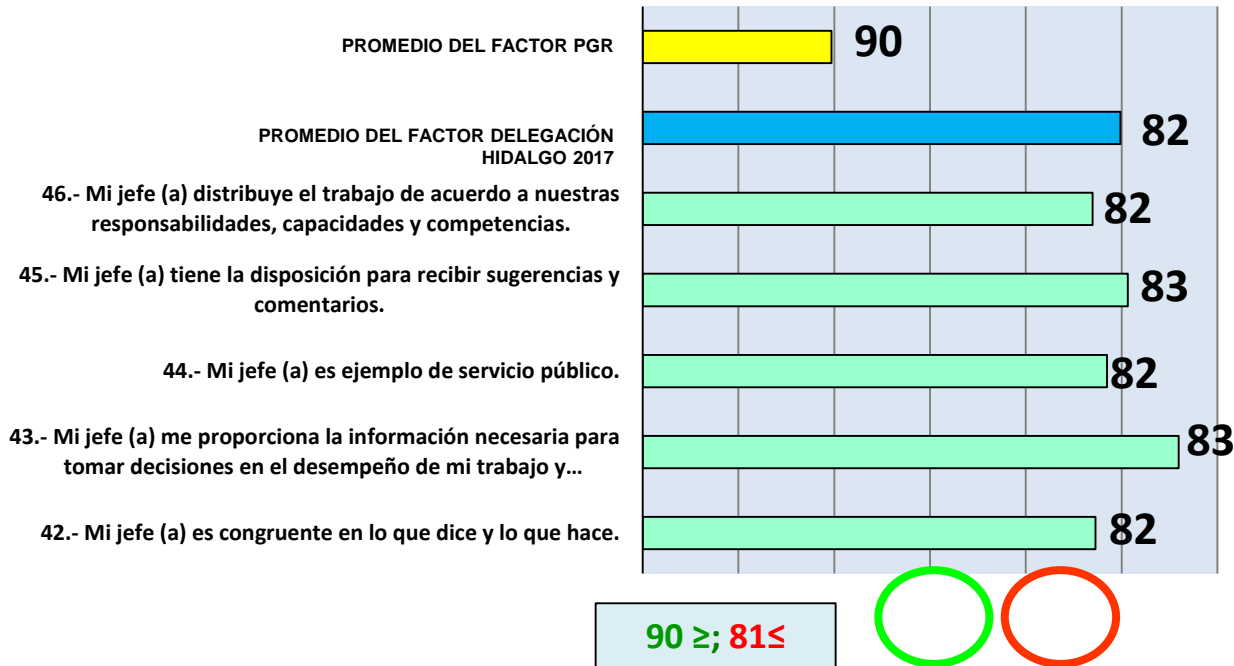 PROMEDIO DEL FACTOR PGR
90
PROMEDIO DEL FACTOR DELEGACIÓN
HIDALGO 2017
82
46.- Mi jefe (a) distribuye el trabajo de acuerdo a nuestras
responsabilidades, capacidades y competencias.
82
45.- Mi jefe (a) tiene la disposición para recibir sugerencias y
comentarios.
83
44.- Mi jefe (a) es ejemplo de servicio público.
82
43.- Mi jefe (a) me proporciona la información necesaria para
tomar decisiones en el desempeño de mi trabajo y…
83
42.- Mi jefe (a) es congruente en lo que dice y lo que hace.
82
90 ≥; 81≤